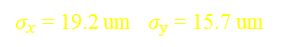 σx = 19.2 um σy = 15.7 um